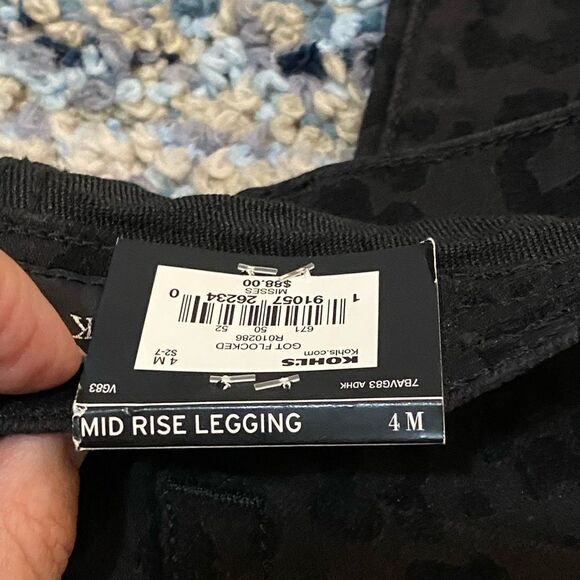 MID RISE LEGGING 4 M
7BAVG83 ADHK VG83
KOHL'S 4 M
Kohls.com S2-7
GOT FLOCKED
R010286
671 50 52
1 91057 26234 0
MISSES
$88.00
K